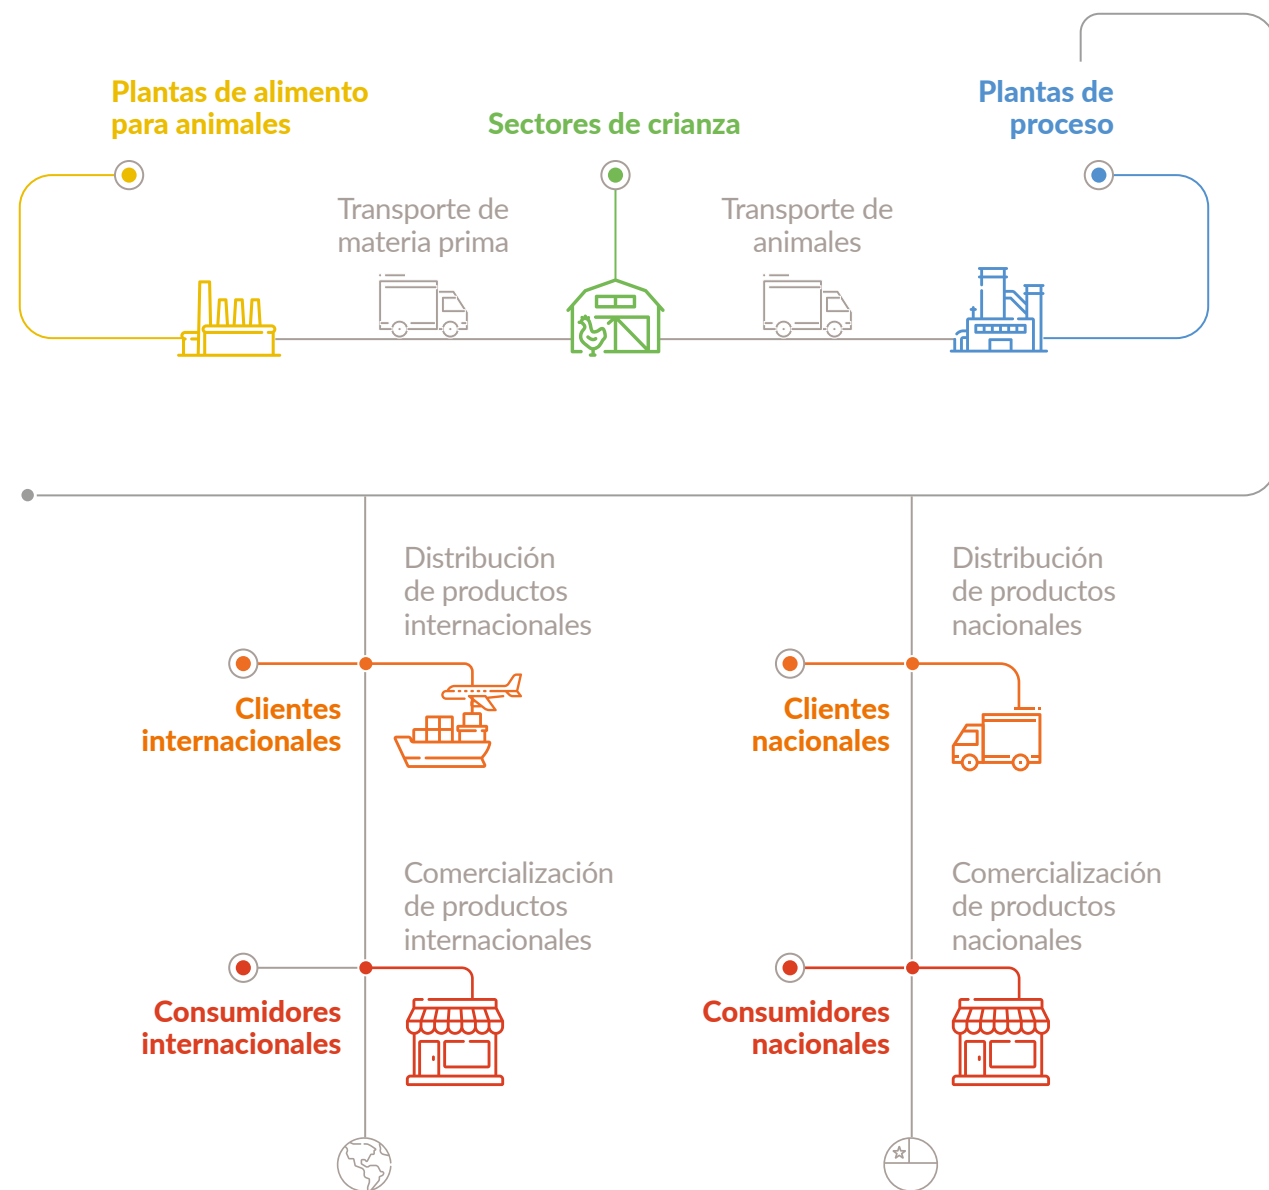 Plantas de alimento
para animales
Sectores de crianza
Plantas de
proceso
Transporte de
materia prima
Transporte de
animales
Distribución
de productos
internacionales
Clientes
internacionales
Distribución
de productos
nacionales
Clientes
nacionales
Comercialización
de productos
internacionales
Consumidores
internacionales
Comercialización
de productos
nacionales
Consumidores
nacionales